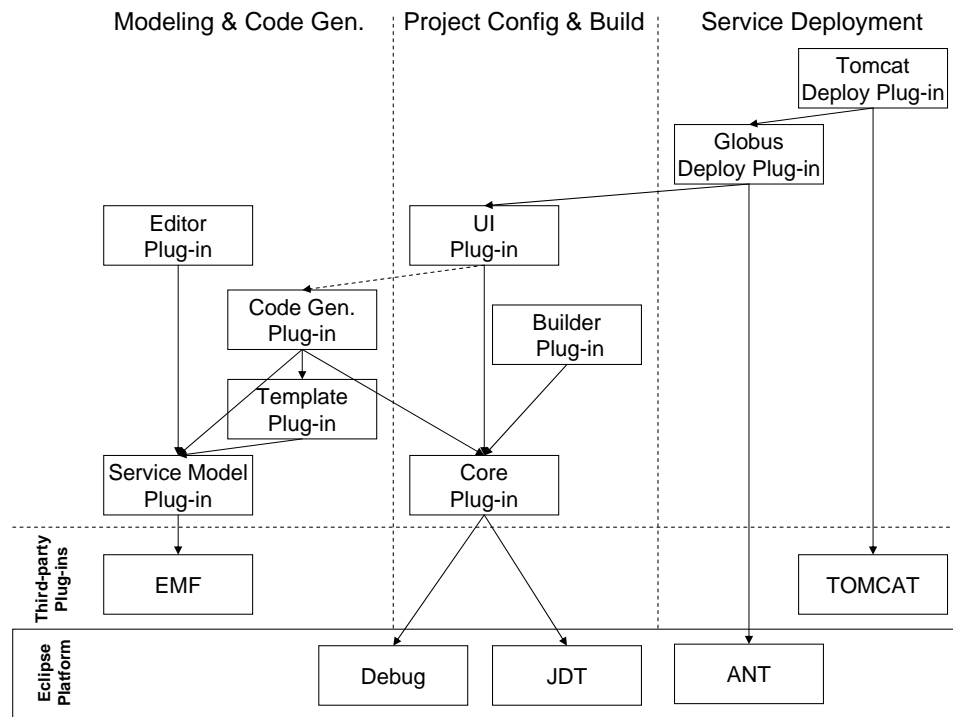 Modeling & Code Gen.
Project Config & Build
Service Deployment
Tomcat
Deploy Plug-in
Globus
Deploy Plug-in
Editor
Plug-in
UI
Plug-in
Code Gen.
Plug-in
Builder
Plug-in
Template
Plug-in
Service Model
Plug-in
Core
Plug-in
Third-party
Plug-ins
EMF
TOMCAT
Eclipse
Platform
Debug
JDT
ANT